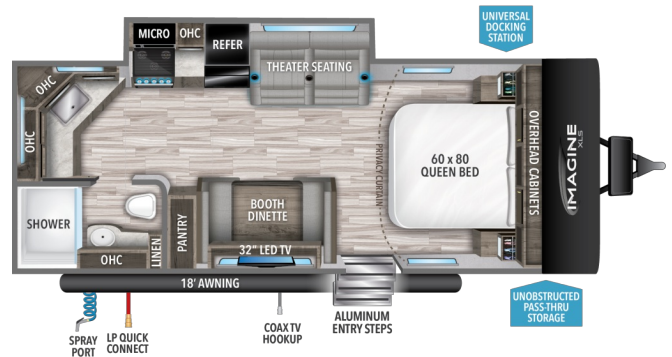 UNIVERSAL
DOCKING
STATION
MICRO
OHC
REFER
THEATER SEATING
OHC
OHC
PRIVACY CURTAIN
60 x 80
QUEEN BED
OVERHEAD CABINETS
IMAGINE
XLS
SHOWER
BOOTH
DINETTE
PANTRY
LINEN
OHC
32" LED TV
18' AWNING
SPRAY
PORT
LP QUICK
CONNECT
COAX TV
HOOKUP
ALUMINUM
ENTRY STEPS
UNOBSTRUCTED
PASS-THRU
STORAGE